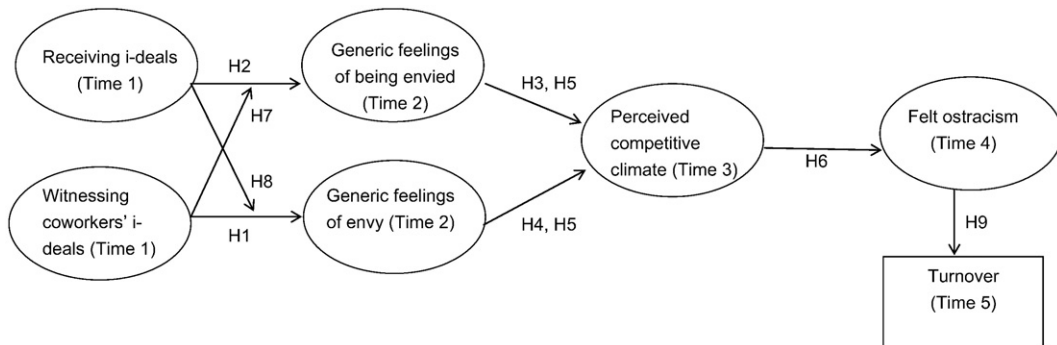 Receiving i-deals
(Time 1)
H2
H7
Generic feelings
of being envied
(Time 2)
H3, H5
Witnessing
coworkers' i-
deals (Time 1)
H8
H1
Generic feelings
of envy (Time 2)
H4, H5
Perceived
competitive
climate (Time 3)
H6
Felt ostracism
(Time 4)
H9
Turnover
(Time 5)